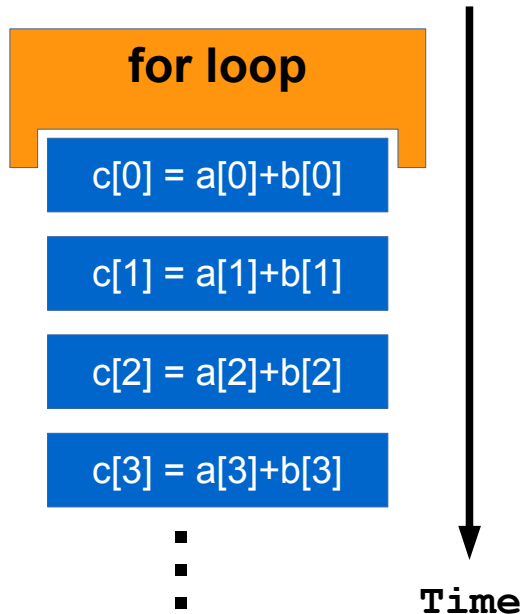 for loop
c[0] = a[0]+b[0]
c[1] = a[1]+b[1]
c[2] = a[2]+b[2]
c[3] = a[3]+b[3]
Time